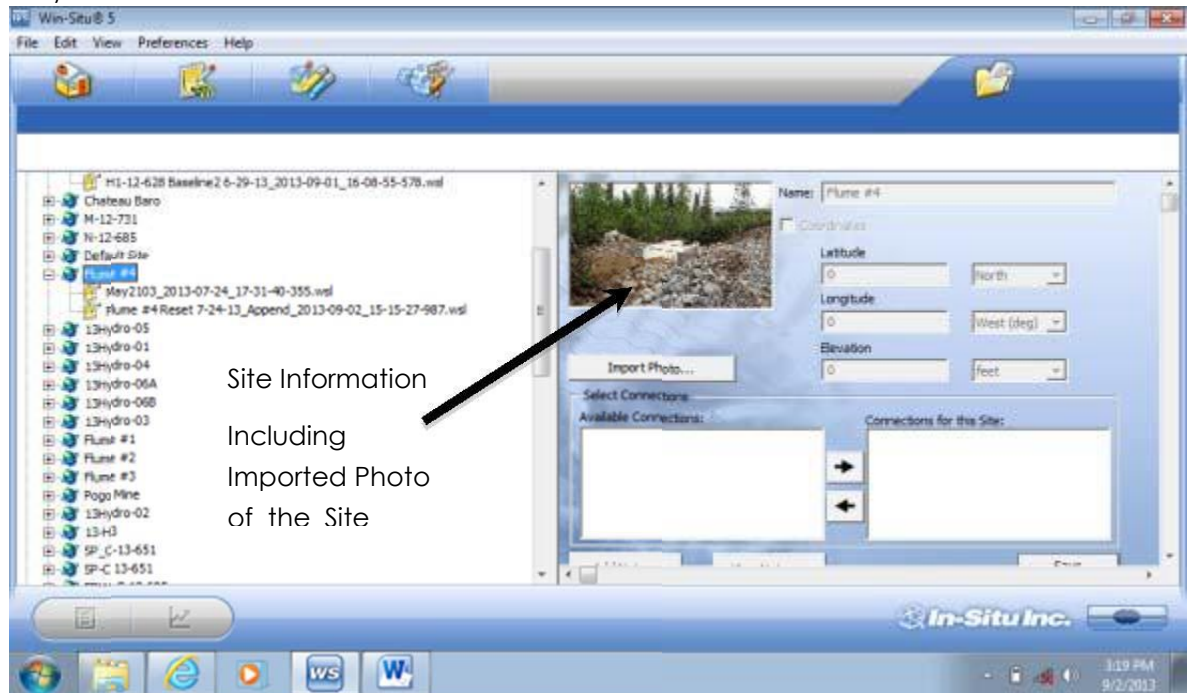 Win-Situ® 5
File Edit View Preferences Help
H1-12-628 Baseline2 6-29-13_2013-09-01_16-08-55-578.wsl
Chateau Baro
M-12-731
N-12-685
Default Site
Flume #4
May2103_2013-07-24_17-31-40-355.wsl
Flume #4 Reset 7-24-13_Append_2013-09-02_15-15-27-987.wsl
13Hydro-05
13Hydro-01
13Hydro-04
13Hydro-06A
13Hydro-06B
13Hydro-03
Flume #1
Flume #2
Flume #3
Pogo Mine
13Hydro-02
13-H3
SP_C-13-651
SP-C 13-651
Site Information
Including
Imported Photo
of the Site
Name: Flume #4
Coordinates
Latitude
0 North
Longitude
0 West (deg)
Elevation
0 feet
Import Photo...
Select Connections
Available Connections: Connections for this Site:
Save
In-Situ Inc.
WS W
3:19 PM
9/2/2013